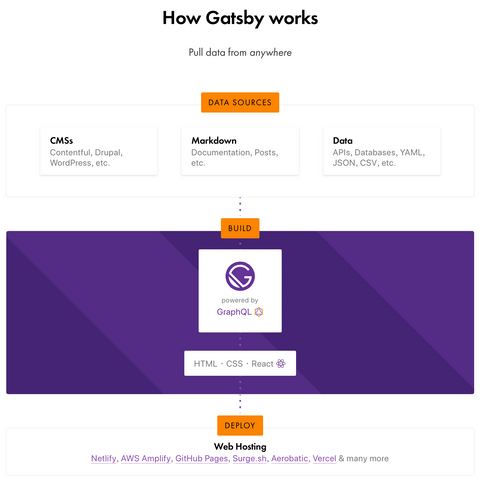 How Gatsby works
Pull data from anywhere
DATA SOURCES
CMSs
Contentful, Drupal,
WordPress, etc.
Markdown
Documentation, Posts,
etc.
Data
APIs, Databases, YAML,
JSON, CSV, etc.
BUILD
powered by
GraphQL
HTML · CSS · React
DEPLOY
Web Hosting
Netlify, AWS Amplify, GitHub Pages, Surge.sh, Aerobatic, Vercel & many more